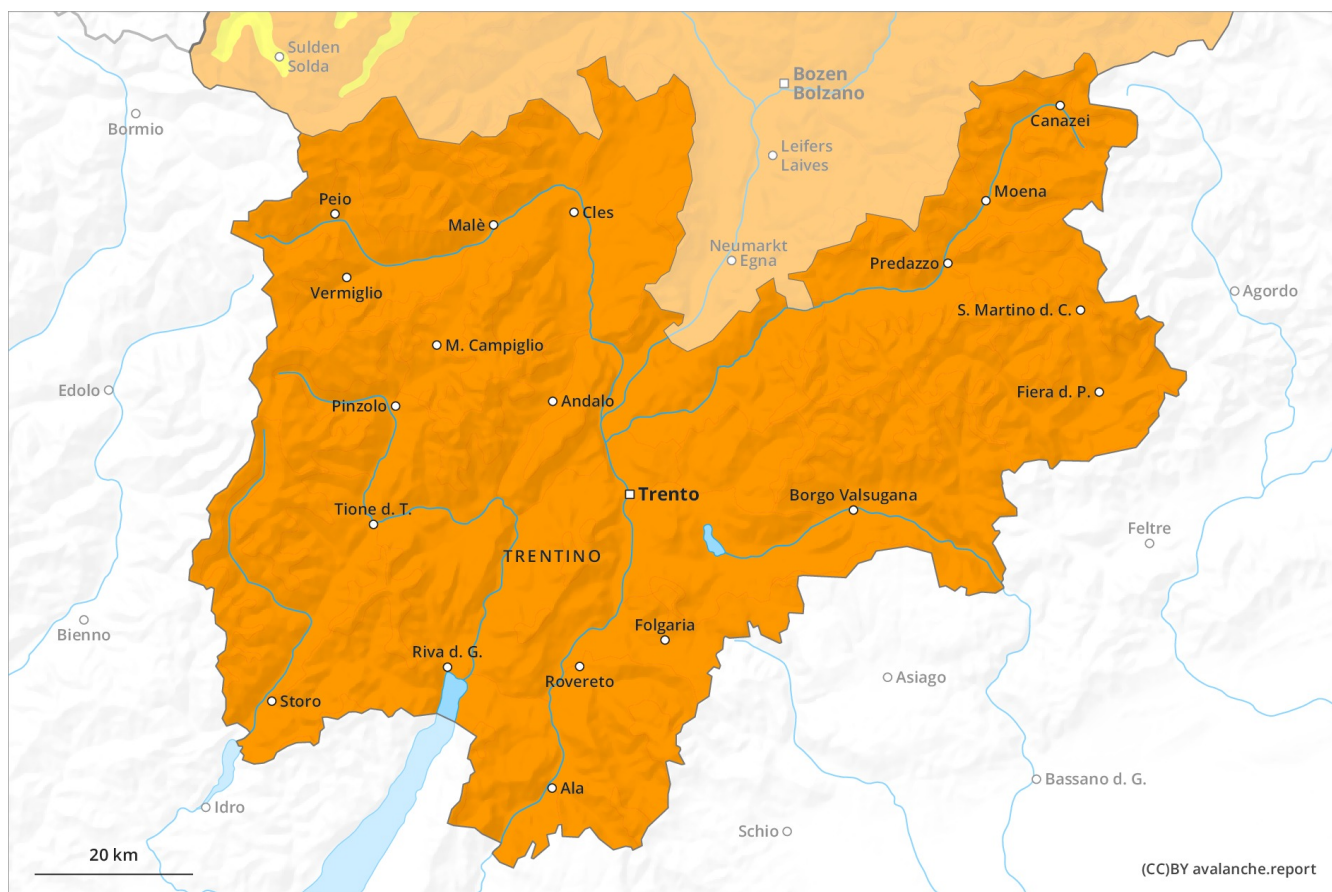 Sulden
Solda
Bozen
Bolzano
Bormio
Canazei
Leifers
Laives
Peio
Malè
Cles
Moena
Neumarkt
Egna
Predazzo
Vermiglio
Agordo
S. Martino d. C.
M. Campiglio
Edolo
Pinzolo
Andalo
Fiera d. P.
Trento
Borgo Valsugana
Tione d. T.
Feltre
TRENTINO
Bienno
Folgaria
Riva d. G.
Rovereto
Asiago
Storo
Bassano d. G.
Ala
Idro
Schio
20 km
(CC)BY avalanche.report